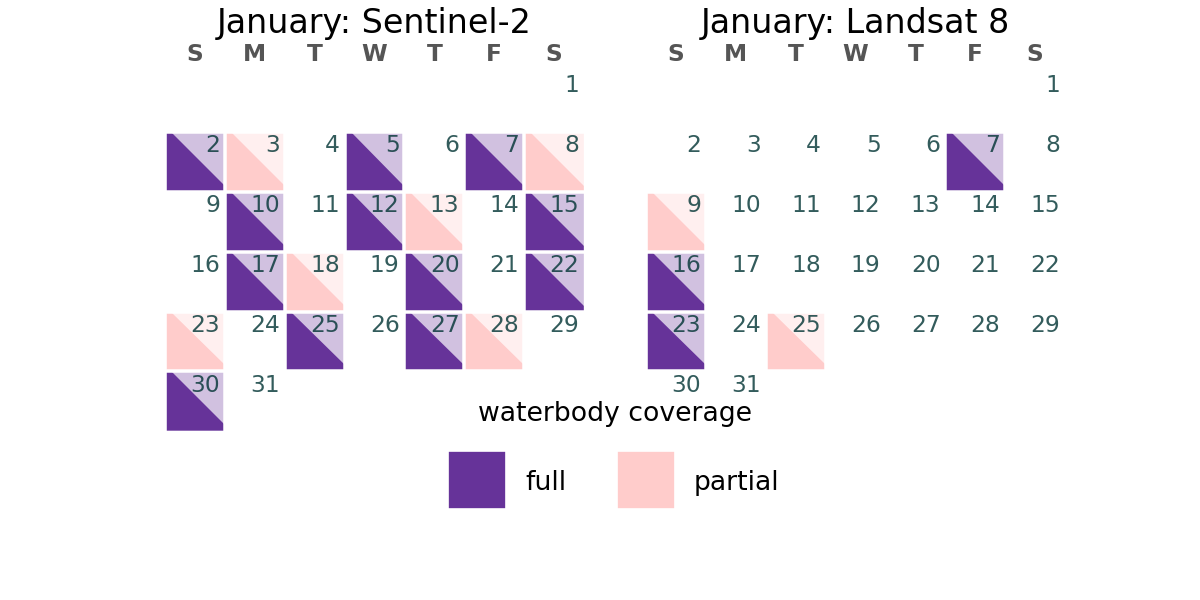 January: Sentinel-2
S M T W T F S
1
2 3 4 5 6 7 8
9 10 11 12 13 14 15
16 17 18 19 20 21 22
23 24 25 26 27 28 29
30 31
January: Landsat 8
S M T W T F S
1
2 3 4 5 6 7 8
9 10 11 12 13 14 15
16 17 18 19 20 21 22
23 24 25 26 27 28 29
30 31
waterbody coverage
full partial